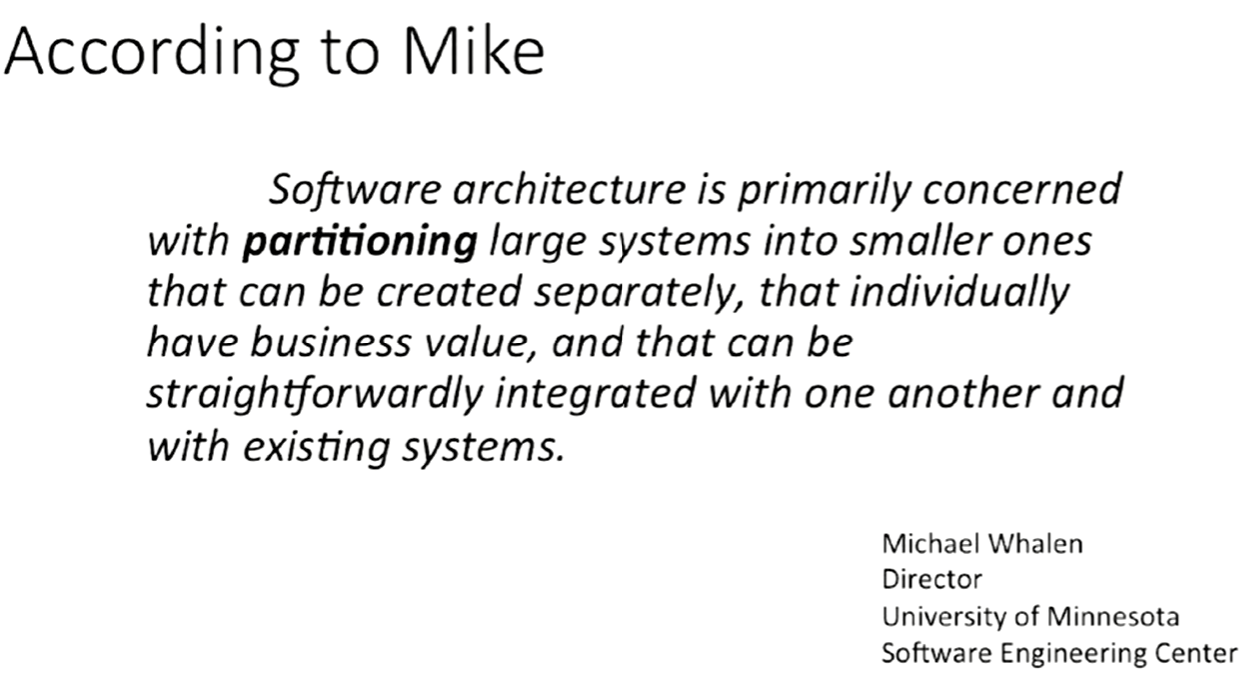 According to Mike
Software architecture is primarily concerned
with partitioning large systems into smaller ones
that can be created separately, that individually
have business value, and that can be
straightforwardly integrated with one another and
with existing systems.
Michael Whalen
Director
University of Minnesota
Software Engineering Center